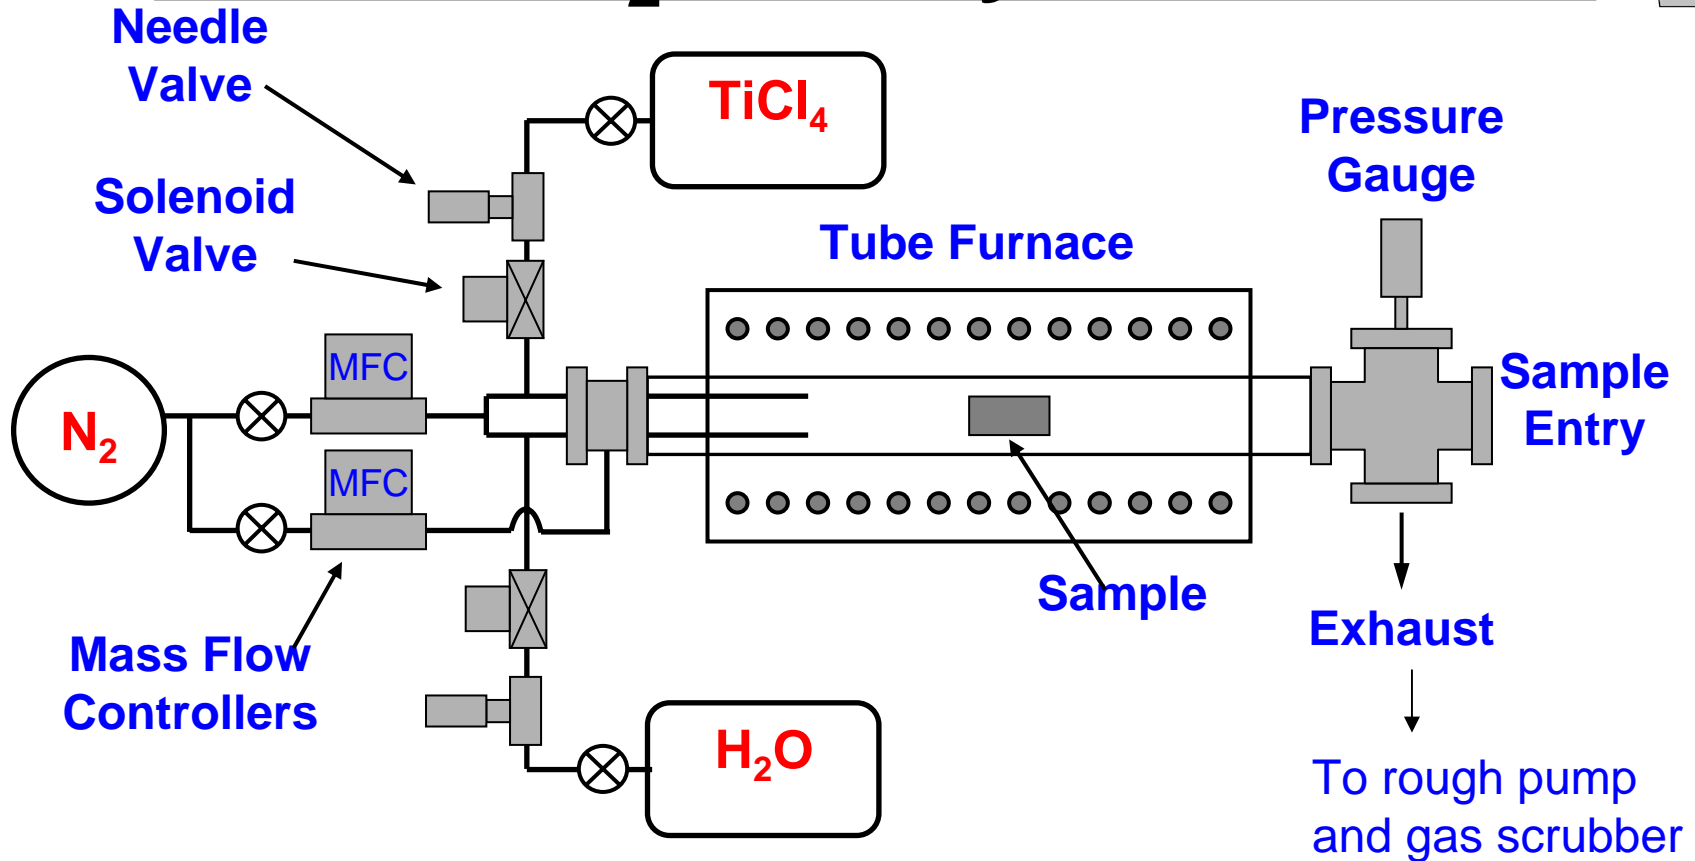 Needle
Valve
TiCl₄
Pressure
Gauge
Solenoid
Valve
Tube Furnace
MFC
Sample
Entry
N₂
MFC
Sample
Exhaust
Mass Flow
Controllers
H₂O
To rough pump
and gas scrubber